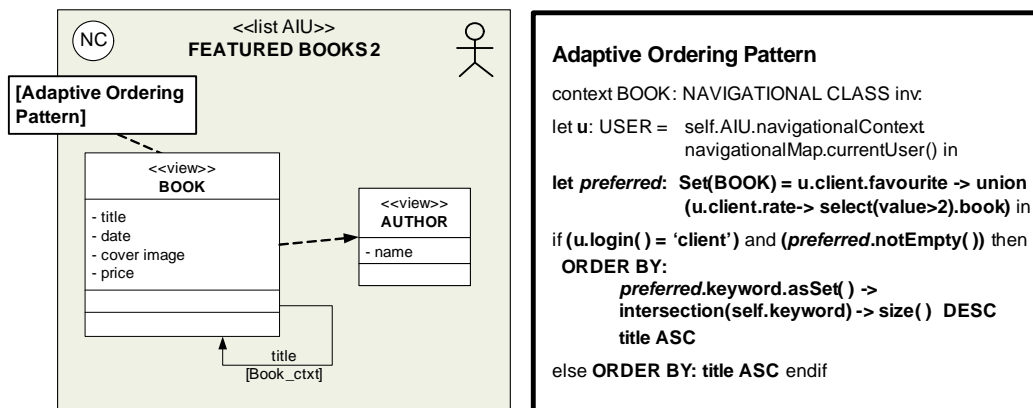 NC
<<list AIU>>
FEATURED BOOKS 2
[Adaptive Ordering
Pattern]
<<view>>
BOOK
- title
- date
- cover image
- price
<<view>>
AUTHOR
- name
title
[Book_ctxt]
Adaptive Ordering Pattern
context BOOK: NAVIGATIONAL CLASS inv:
let u: USER = self.AIU.navigationalContext.
navigationalMap.currentUser() in
let preferred: Set(BOOK) = u.client.favourite -> union
(u.client.rate-> select(value>2).book) in
if (u.login( ) = ‘client’) and (preferred.notEmpty( )) then
ORDER BY:
preferred.keyword.asSet( ) ->
intersection(self.keyword) -> size( ) DESC
title ASC
else ORDER BY: title ASC endif